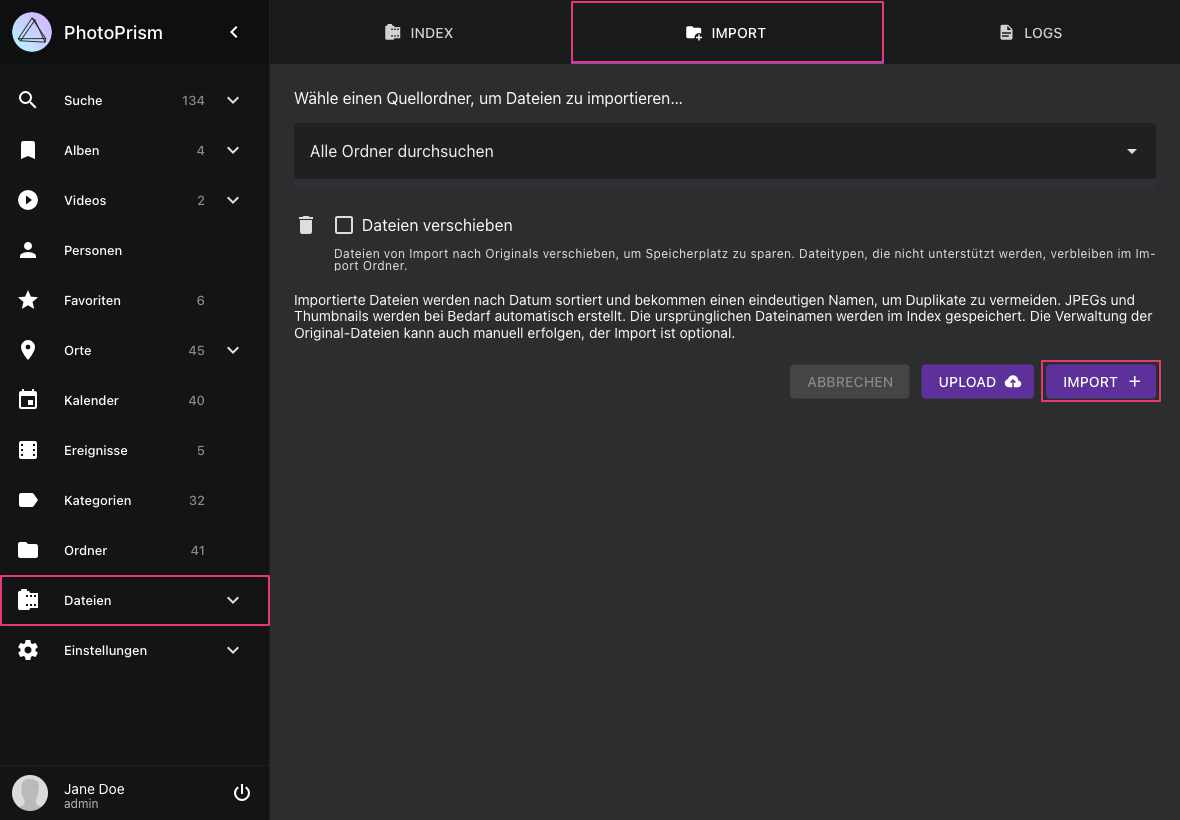 PhotoPrism
Suche 134
Alben 4
Videos 2
Personen
Favoriten 6
Orte 45
Kalender 40
Ereignisse 5
Kategorien 32
Ordner 41
Dateien
Einstellungen
Jane Doe
admin
INDEX
IMPORT
LOGS
Wähle einen Quellordner, um Dateien zu importieren...
Alle Ordner durchsuchen
Dateien verschieben
Dateien von Import nach Originals verschieben, um Speicherplatz zu sparen. Dateitypen, die nicht unterstützt werden, verbleiben im Im-
port Ordner.
Importierte Dateien werden nach Datum sortiert und bekommen einen eindeutigen Namen, um Duplikate zu vermeiden. JPEGs und
Thumbnails werden bei Bedarf automatisch erstellt. Die ursprünglichen Dateinamen werden im Index gespeichert. Die Verwaltung der
Original-Dateien kann auch manuell erfolgen, der Import ist optional.
ABBRECHEN
UPLOAD
IMPORT